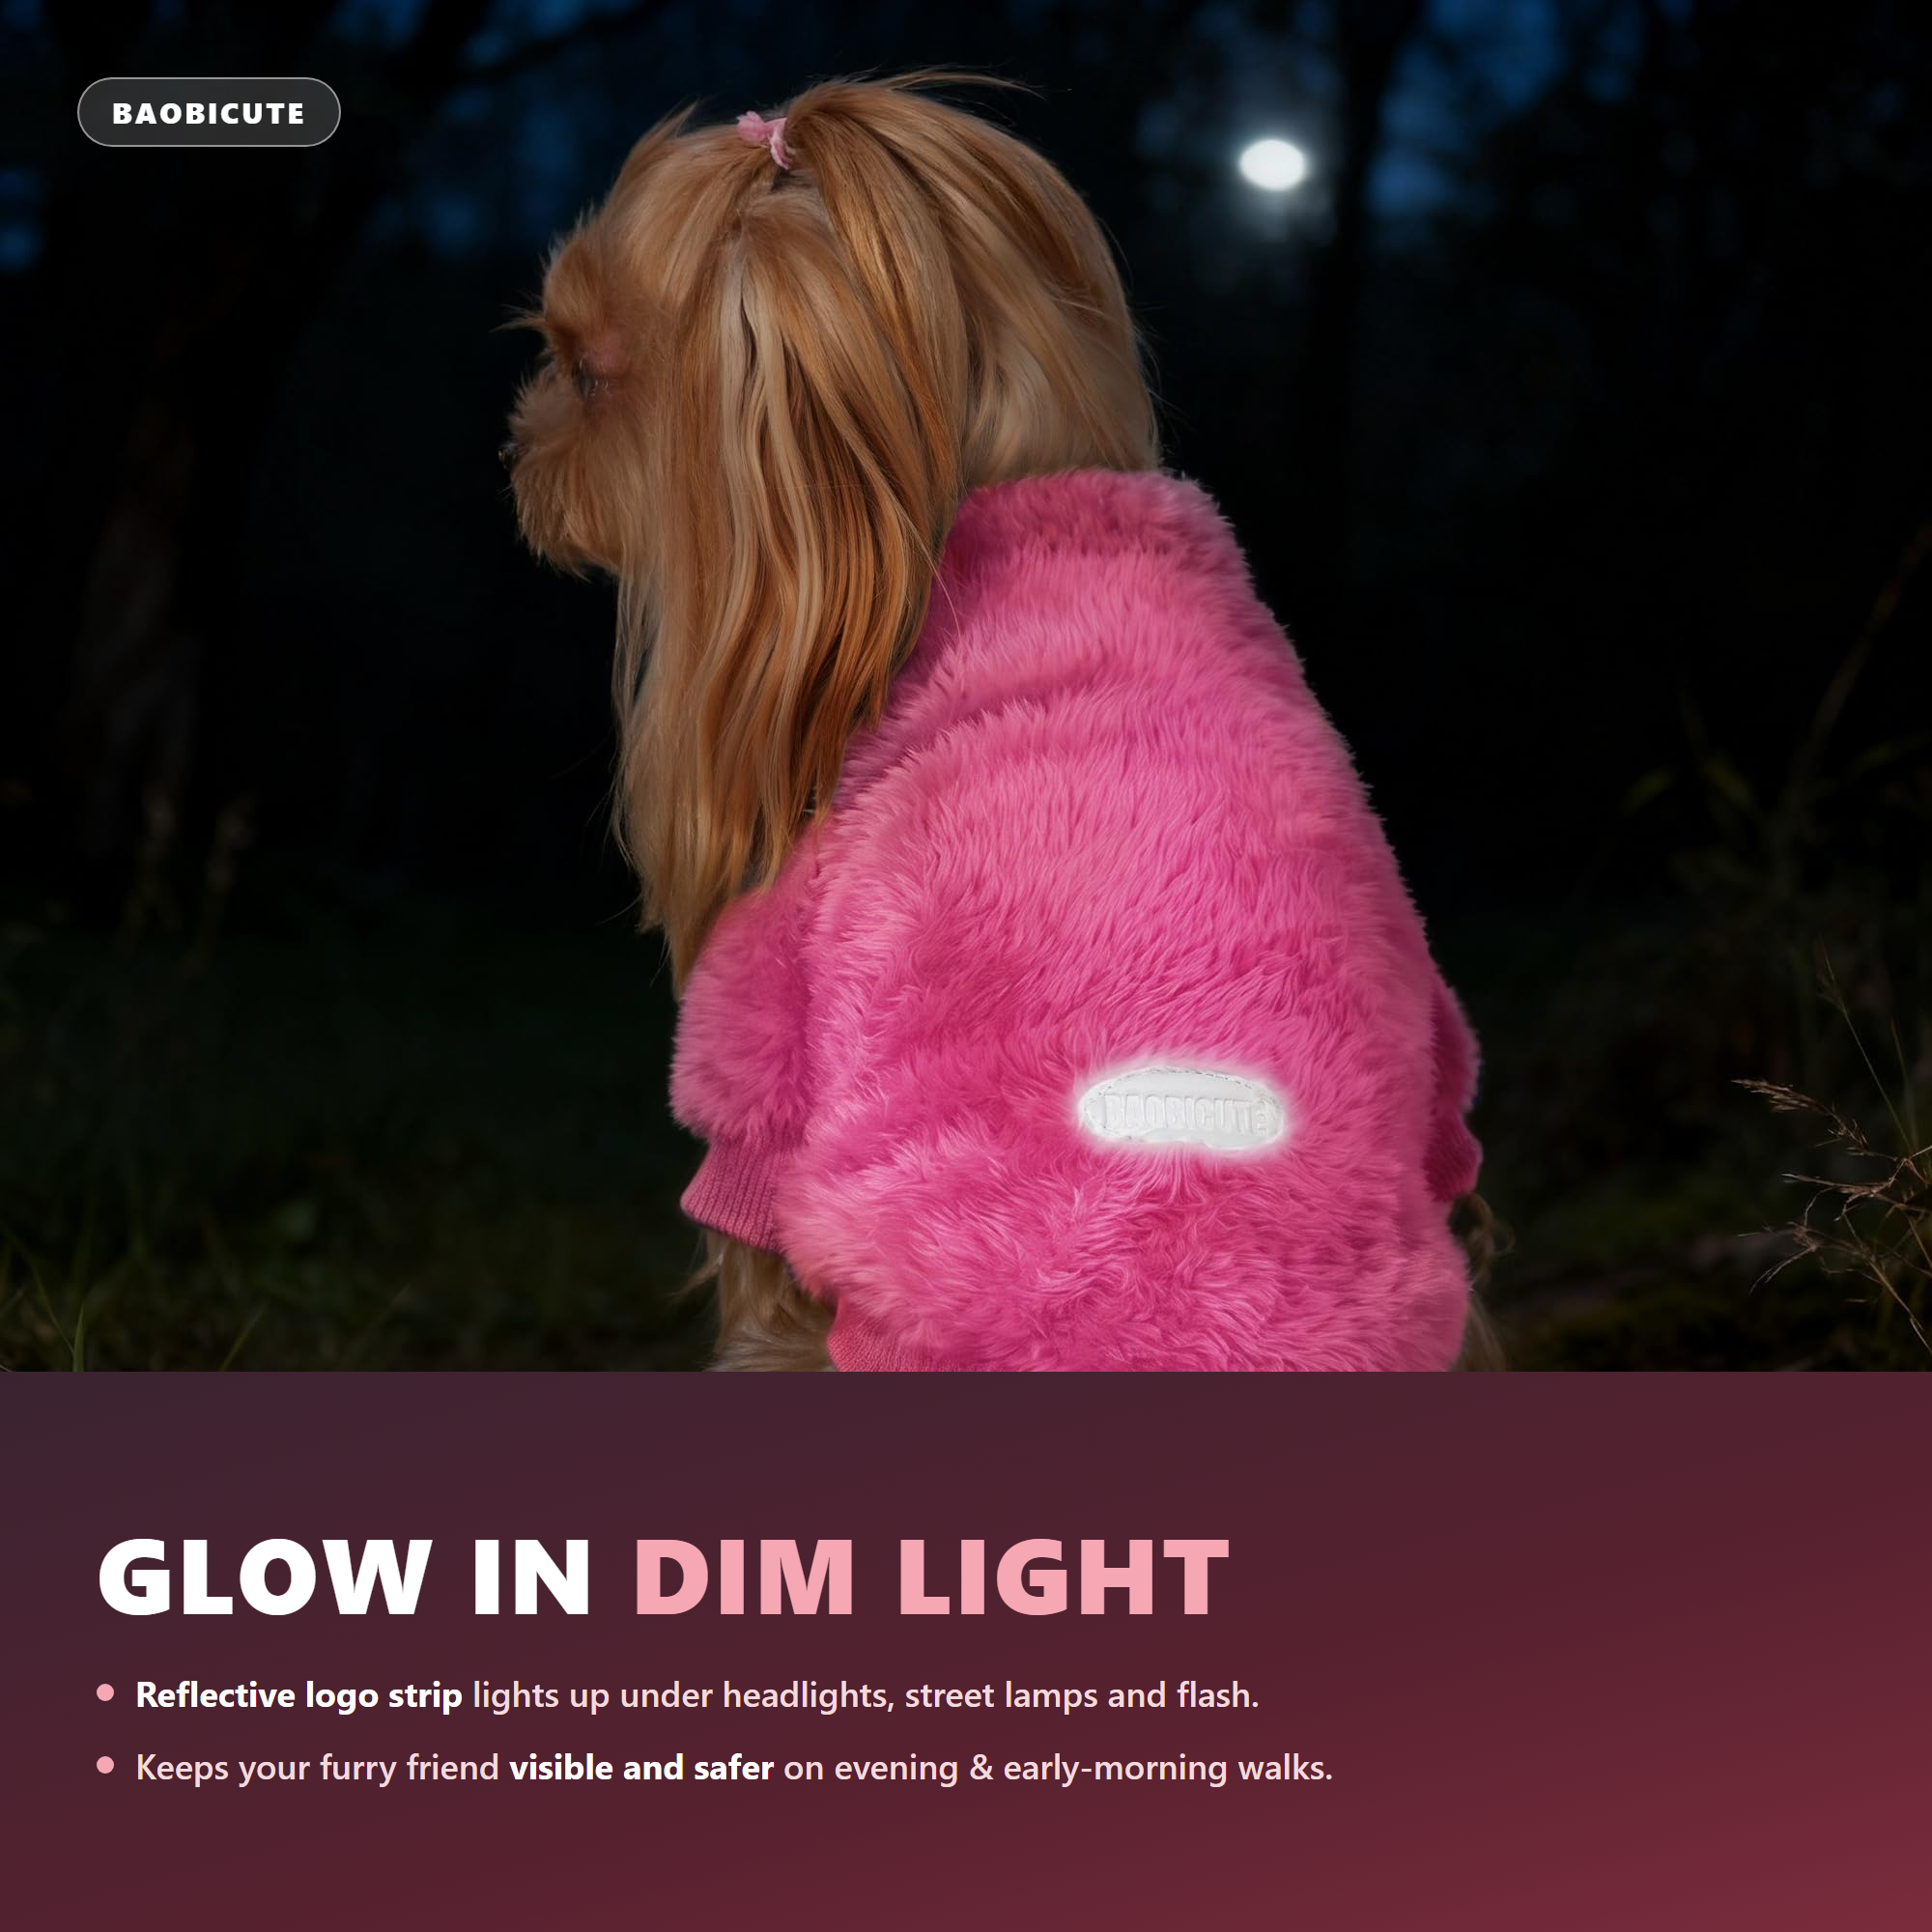 BAOBICUTE
BAOBICUTE
GLOW IN DIM LIGHT
Reflective logo strip lights up under headlights, street lamps and flash.
Keeps your furry friend visible and safer on evening & early-morning walks.